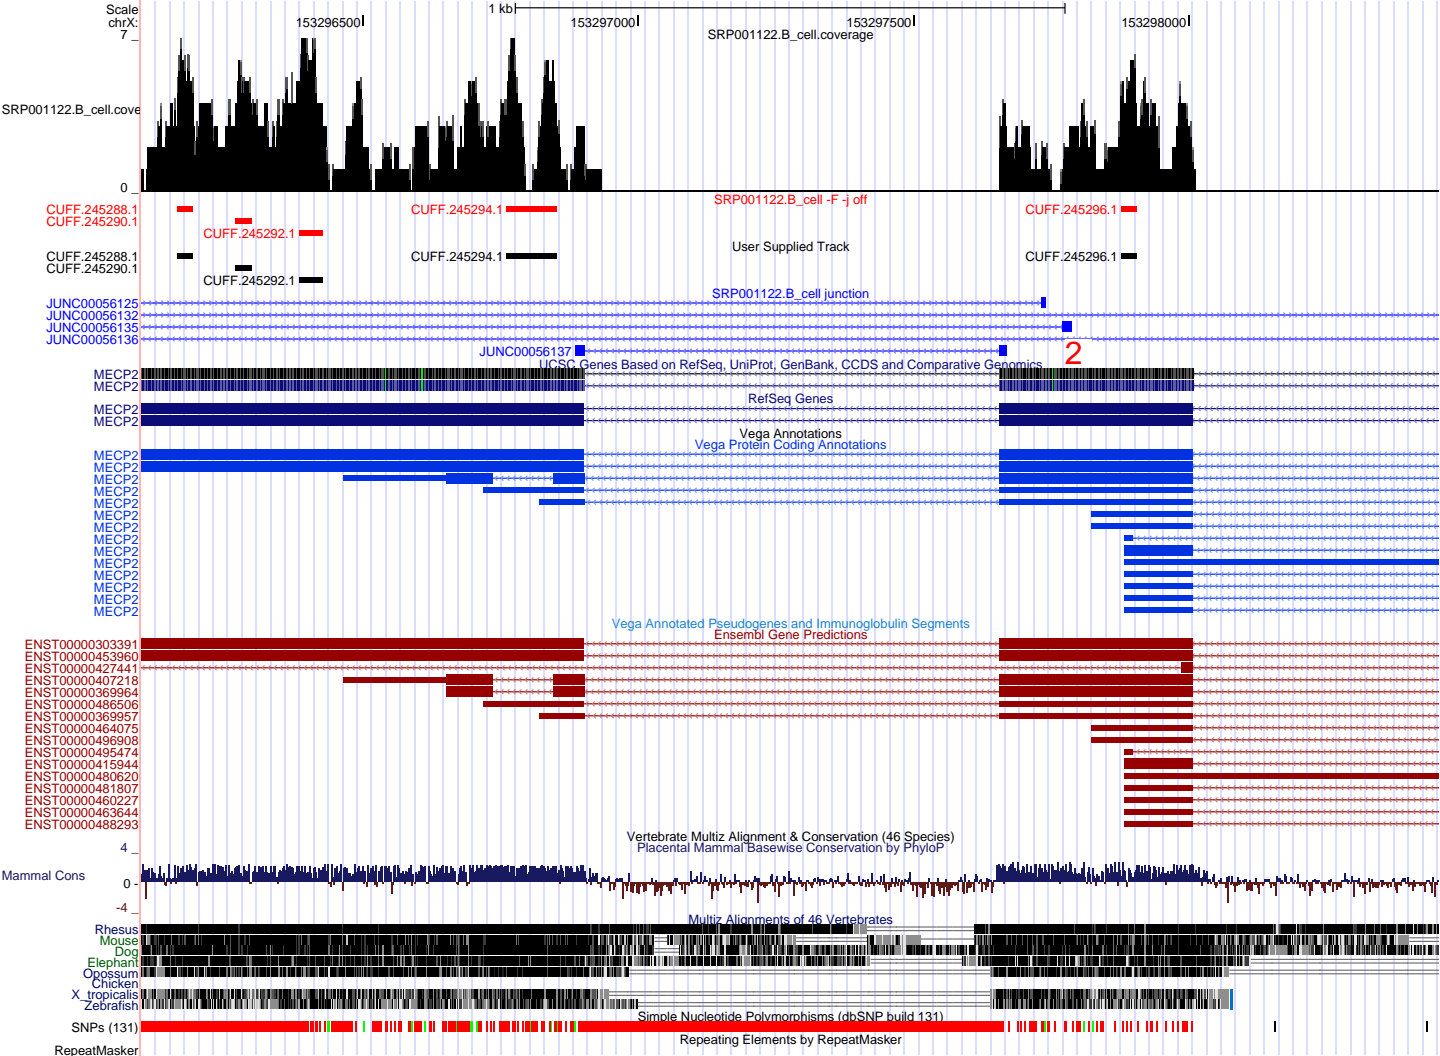 Scale 1 kb
chrX: 153296500 153297000 153297500 153298000
7 _ SRP001122.B_cell.coverage
SRP001122.B_cell.cove
0 _
SRP001122.B_cell -F -j off
CUFF.245288.1 CUFF.245294.1 CUFF.245296.1
CUFF.245290.1
CUFF.245292.1
User Supplied Track
CUFF.245288.1 CUFF.245294.1 CUFF.245296.1
CUFF.245290.1
CUFF.245292.1
SRP001122.B_cell junction
JUNC00056125
JUNC00056132
JUNC00056135
JUNC00056136
JUNC00056137 2
UCSC Genes Based on RefSeq, UniProt, GenBank, CCDS and Comparative Genomics
MECP2
MECP2
RefSeq Genes
MECP2
MECP2
Vega Annotations
Vega Protein Coding Annotations
MECP2
MECP2
MECP2
MECP2
MECP2
MECP2
MECP2
MECP2
MECP2
MECP2
MECP2
MECP2
MECP2
MECP2
Vega Annotated Pseudogenes and Immunoglobulin Segments
Ensembl Gene Predictions
ENST00000303391
ENST00000453960
ENST00000427441
ENST00000407218
ENST00000369964
ENST00000486506
ENST00000369957
ENST00000464075
ENST00000496908
ENST00000495474
ENST00000415944
ENST00000480620
ENST00000481807
ENST00000460227
ENST00000463644
ENST00000488293
Vertebrate Multiz Alignment & Conservation (46 Species)
Placental Mammal Basewise Conservation by PhyloP
4 _
Mammal Cons
0 -
-4 _
Multiz Alignments of 46 Vertebrates
Rhesus
Mouse
Dog
Elephant
Opossum
Chicken
X_tropicalis
Zebrafish
Simple Nucleotide Polymorphisms (dbSNP build 131)
SNPs (131)
Repeating Elements by RepeatMasker
RepeatMasker